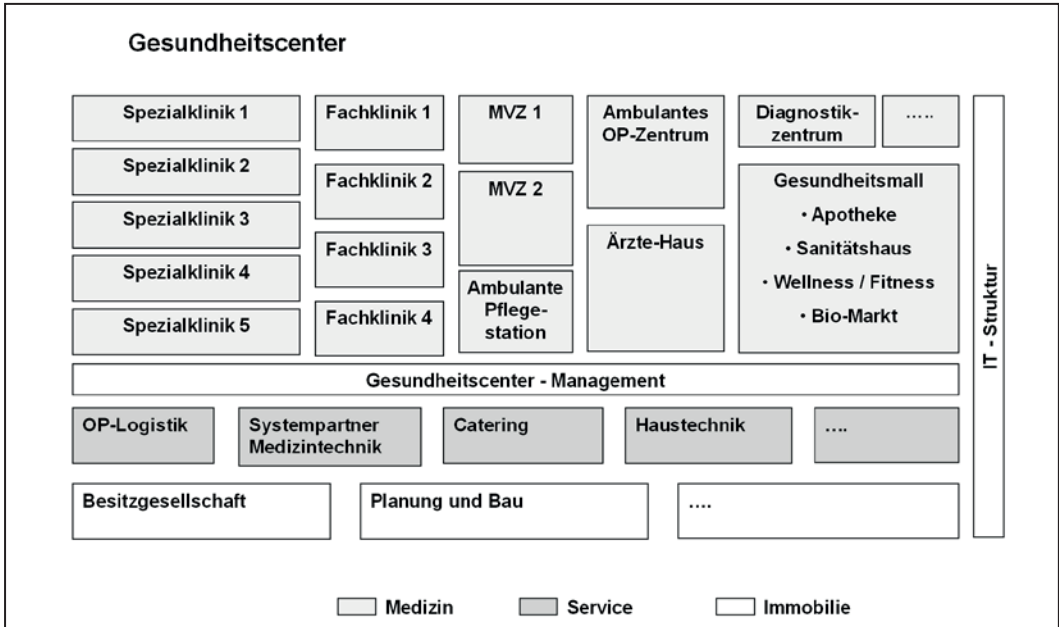 Gesundheitscenter
Spezialklinik 1
Spezialklinik 2
Spezialklinik 3
Spezialklinik 4
Spezialklinik 5
Fachklinik 1
Fachklinik 2
Fachklinik 3
Fachklinik 4
MVZ 1
MVZ 2
Ambulante
Pflege-
station
Ambulantes
OP-Zentrum
Ärzte-Haus
Diagnostik-
zentrum
.....
Gesundheitsmall
• Apotheke
• Sanitätshaus
• Wellness / Fitness
• Bio-Markt
IT - Struktur
Gesundheitscenter - Management
OP-Logistik
Systempartner
Medizintechnik
Catering
Haustechnik
....
Besitzgesellschaft
Planung und Bau
....
Medizin
Service
Immobilie